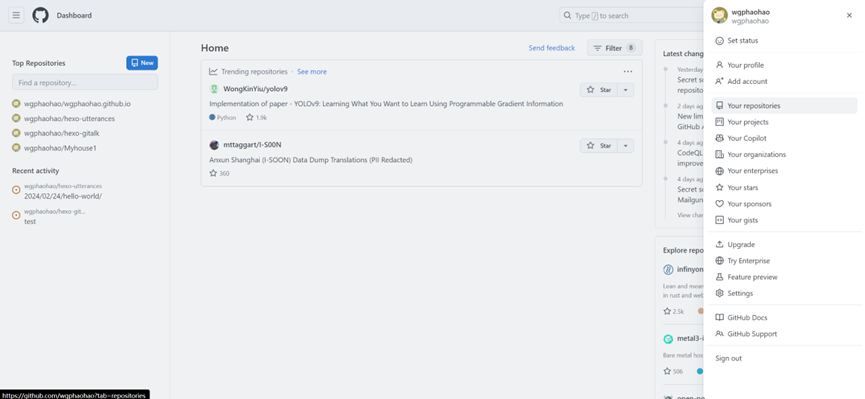 Dashboard
Type / to search
Home
Send feedback
Filter 8
Top Repositories
New
Find a repository...
wgphaohao/wgphaohao.github.io
wgphaohao/hexo-utterances
wgphaohao/hexo-gitalk
wgphaohao/Myhouse1
Recent activity
wgphaohao/hexo-utterances
2024/02/24/hello-world/
wgphaohao/hexo-git...
test
Trending repositories · See more
WongKinYiu/yolov9
Star
Implementation of paper - YOLOv9: Learning What You Want to Learn Using Programmable Gradient Information
Python 1.9k
mttaggart/I-S00N
Star
Anxun Shanghai (I-SOON) Data Dump Translations (PII Redacted)
360
Latest chang
Yesterday
Secret s
reposito
2 days ag
New lim
GitHub A
4 days ag
CodeQL
improve
4 days ag
Secret s
Mailgun
View char
Explore repo
infinyon
Lean and mean
in rust and web
2.5k
metal3-i
Bare metal hos
506
open-po
wgphaohao
wgphaohao
Set status
Your profile
Add account
Your repositories
Your projects
Your Copilot
Your organizations
Your enterprises
Your stars
Your sponsors
Your gists
Upgrade
Try Enterprise
Feature preview
Settings
GitHub Docs
GitHub Support
Sign out
https://github.com/wgphaohao?tab=repositories